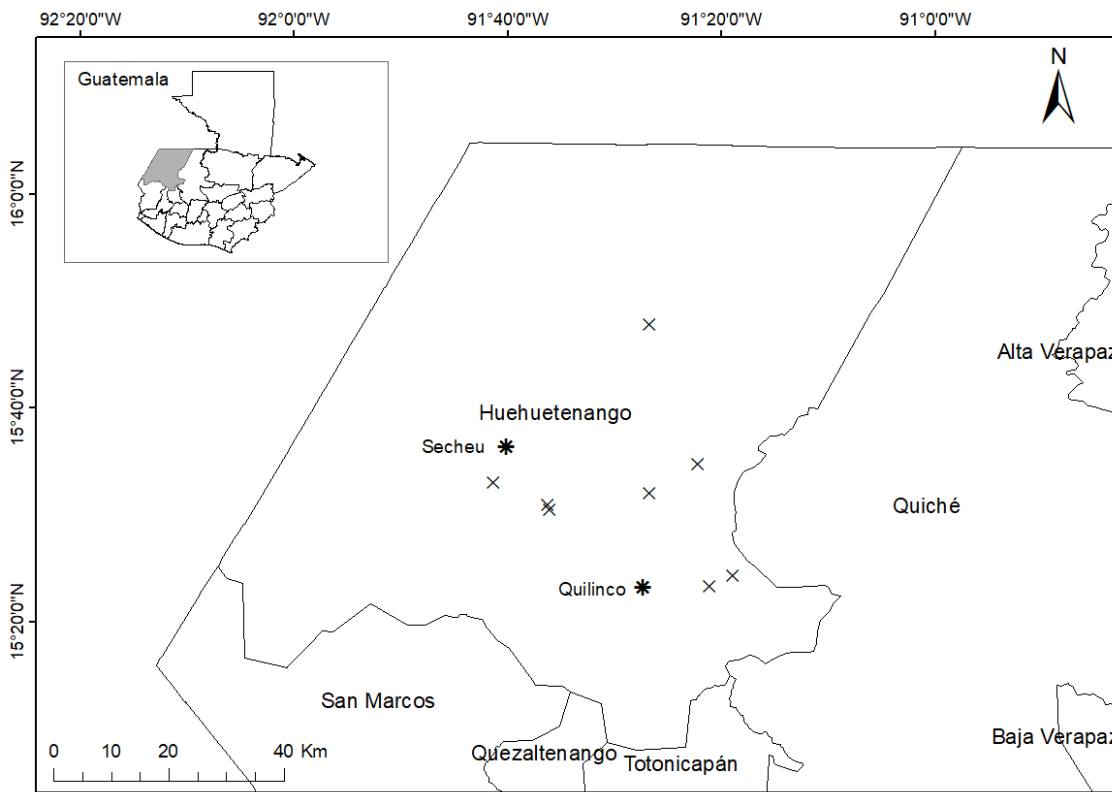 92°20'0"W 92°0'0"W 91°40'0"W 91°20'0"W 91°0'0"W
Guatemala
N
16°0'0"N
Alta Verapaz
15°40'0"N
Huehuetenango
Secheu
Quiché
Quilinco
15°20'0"N
San Marcos
Quezaltenango
Totonicapán
Baja Verapaz
0 10 20 40 Km